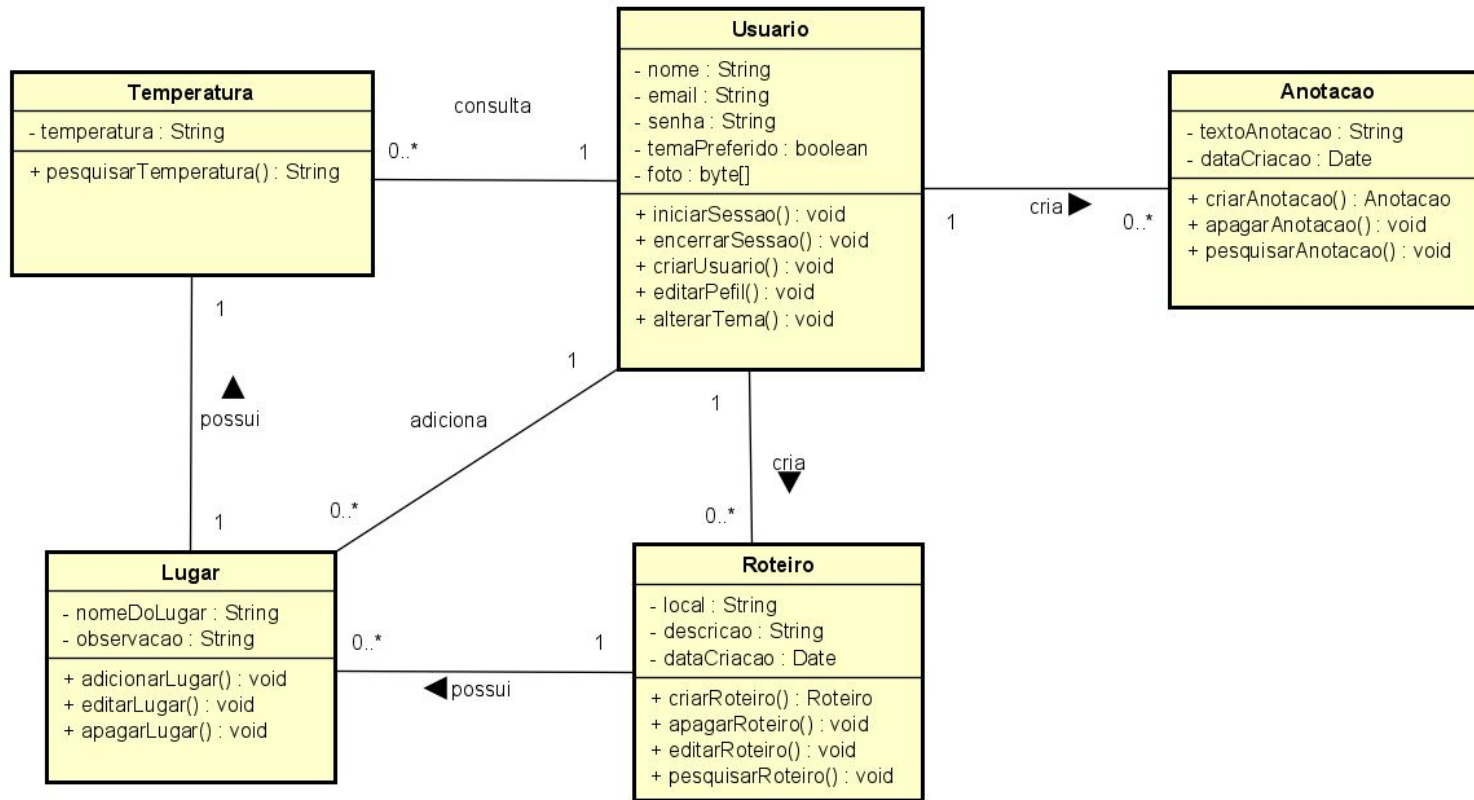 Usuario
- nome : String
- email : String
- senha : String
- temaPreferido : boolean
- foto : byte[]
+ iniciarSessao() : void
+ encerrarSessao() : void
+ criarUsuario() : void
+ editarPefil() : void
+ alterarTema() : void
Temperatura
- temperatura : String
+ pesquisarTemperatura() : String
consulta
0..*
1
Anotacao
- textoAnotacao : String
- dataCriacao : Date
+ criarAnotacao() : Anotacao
+ apagarAnotacao() : void
+ pesquisarAnotacao() : void
cria
1
0..*
1
possui
1
1
adiciona
0..*
1
cria
0..*
Lugar
- nomeDoLugar : String
- observacao : String
+ adicionarLugar() : void
+ editarLugar() : void
+ apagarLugar() : void
0..*
1
possui
Roteiro
- local : String
- descricao : String
- dataCriacao : Date
+ criarRoteiro() : Roteiro
+ apagarRoteiro() : void
+ editarRoteiro() : void
+ pesquisarRoteiro() : void